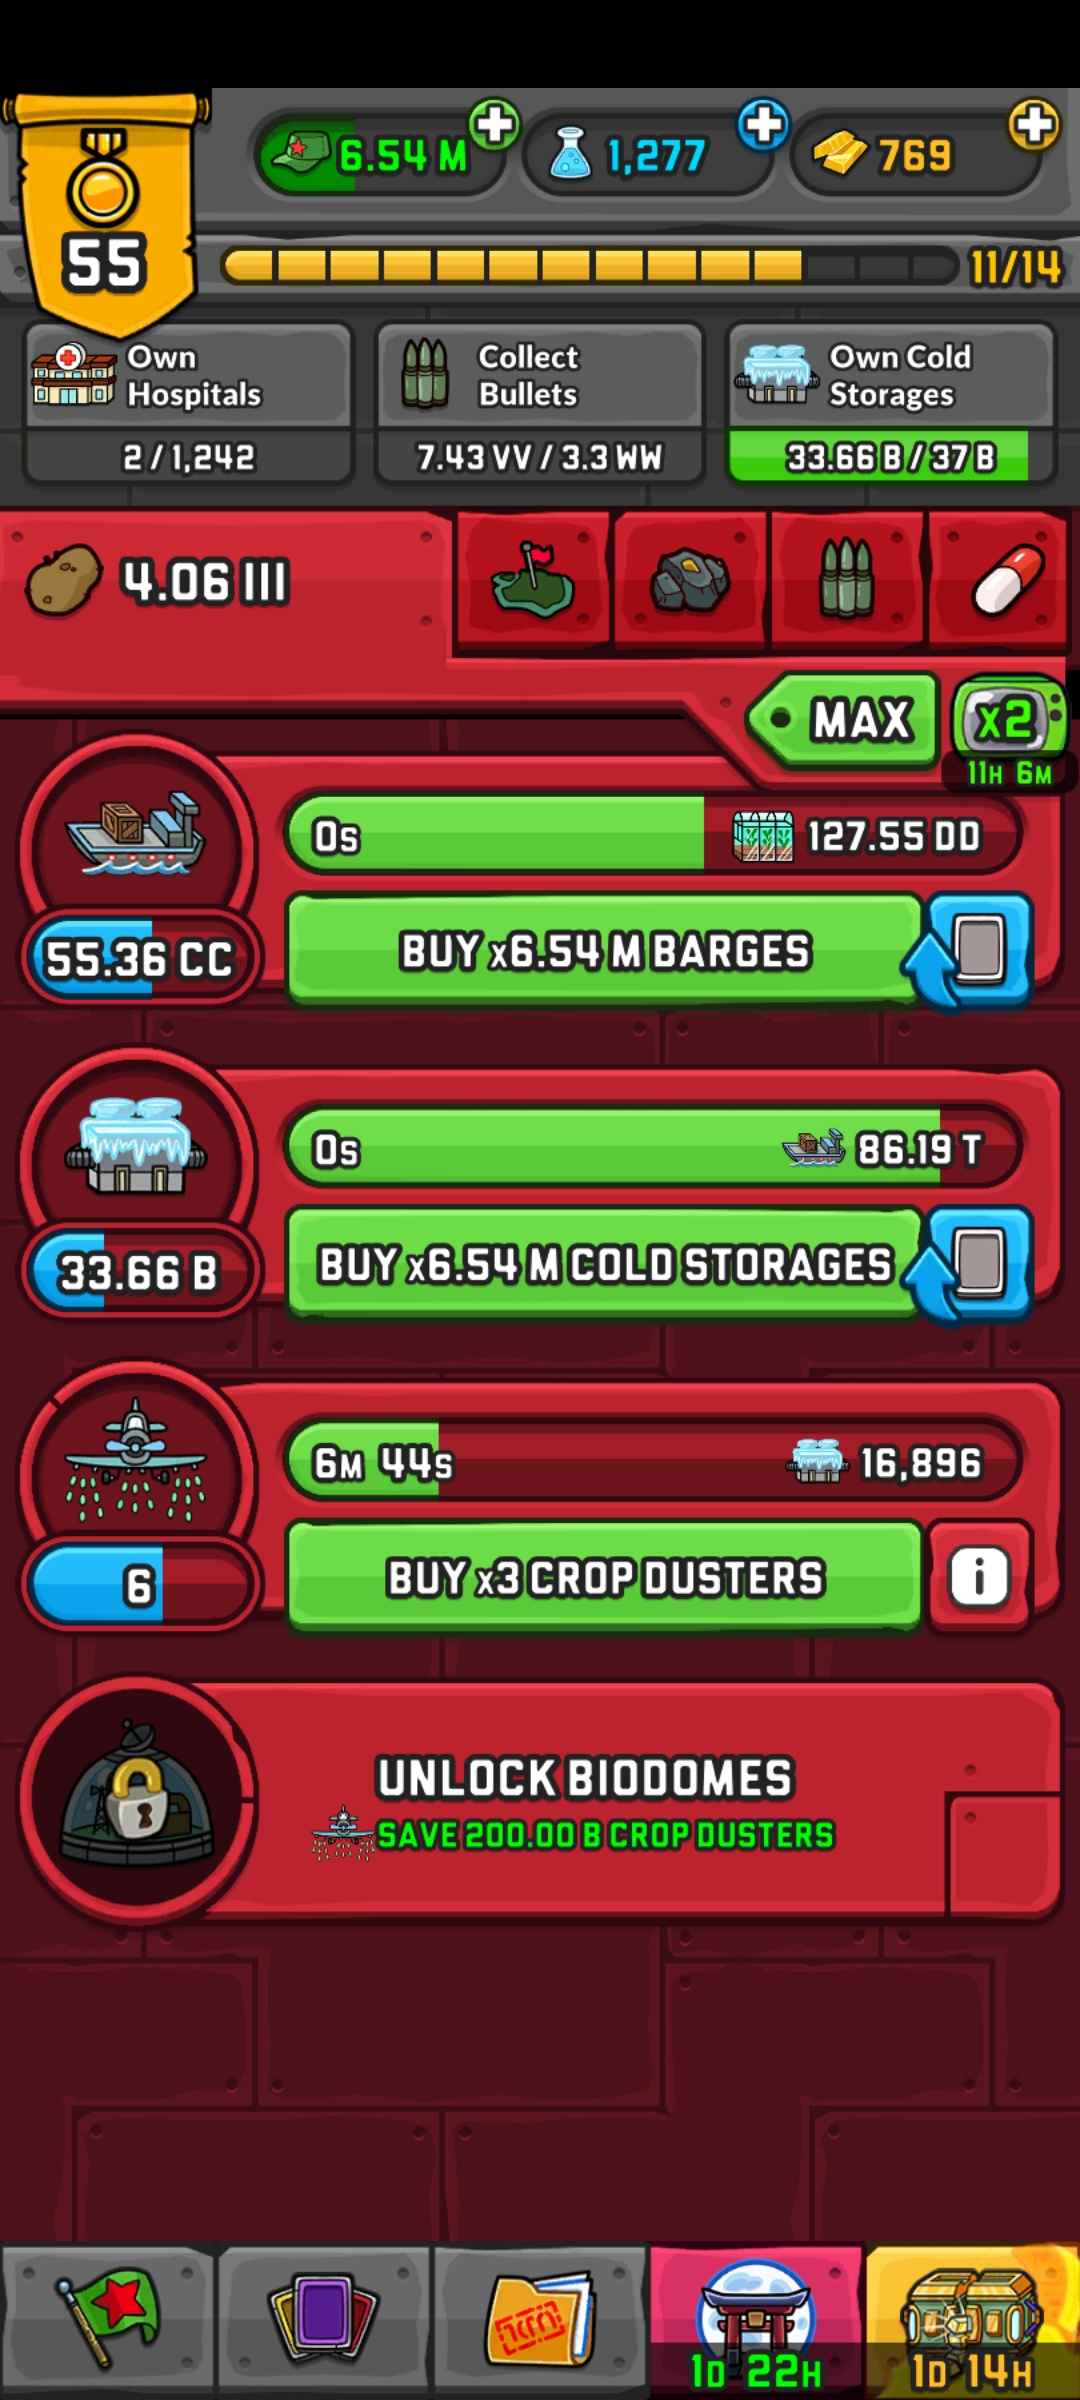 6.54 M
1,277
769
55
11/14
Own Hospitals
2 / 1,242
Collect Bullets
7.43 VV / 3.3 WW
Own Cold Storages
33.66 B / 37 B
4.06 III
MAX
x2
11H 6M
0s
127.55 DD
55.36 CC
BUY x6.54 M BARGES
0s
86.19 T
33.66 B
BUY x6.54 M COLD STORAGES
6M 44s
16,896
6
BUY x3 CROP DUSTERS
i
UNLOCK BIODOMES
SAVE 200.00 B CROP DUSTERS
1D 22H
1D 14H